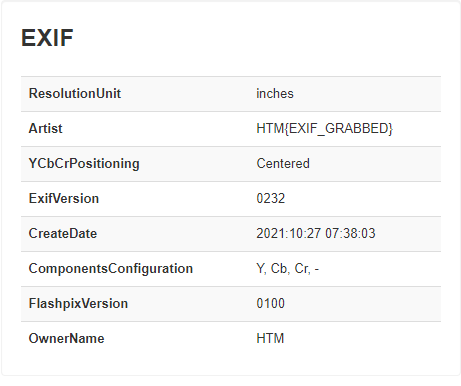 EXIF
ResolutionUnit inches
Artist HTM{EXIF_GRABBED}
YCbCrPositioning Centered
ExifVersion 0232
CreateDate 2021:10:27 07:38:03
ComponentsConfiguration Y, Cb, Cr, -
FlashpixVersion 0100
OwnerName HTM